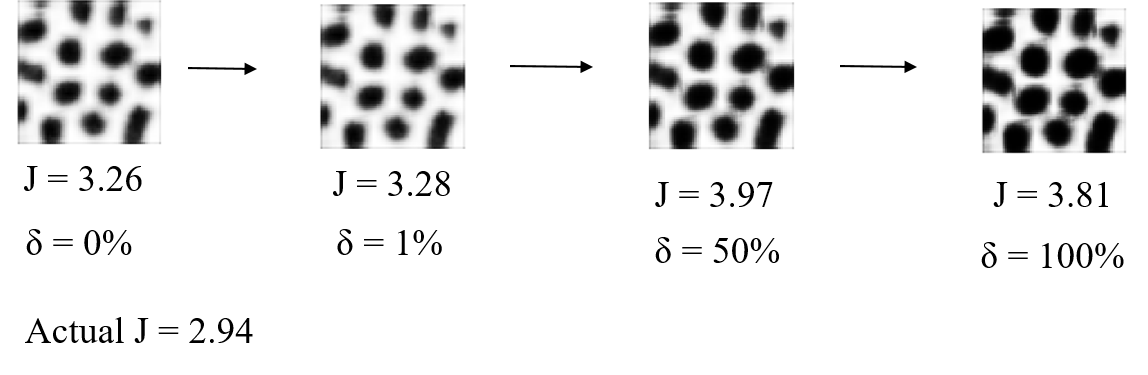 J = 3.26
δ = 0%
J = 3.28
δ = 1%
J = 3.97
δ = 50%
J = 3.81
δ = 100%
Actual J = 2.94